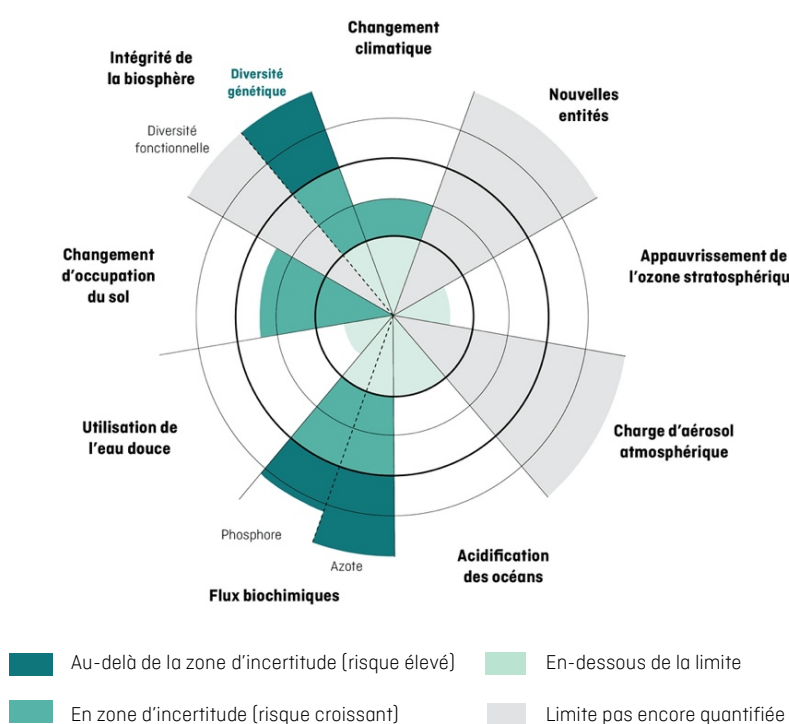 Changement
climatique
Intégrité de
la biosphère
Diversité
génétique
Nouvelles
entités
Diversité
fonctionnelle
Changement
d'occupation
du sol
Appauvrissement de
l'ozone stratosphériqu
Utilisation de
l'eau douce
Charge d'aérosol
atmosphérique
Phosphore
Azote
Acidification
des océans
Flux biochimiques
Au-delà de la zone d'incertitude (risque élevé)
En-dessous de la limite
En zone d'incertitude (risque croissant)
Limite pas encore quantifiée